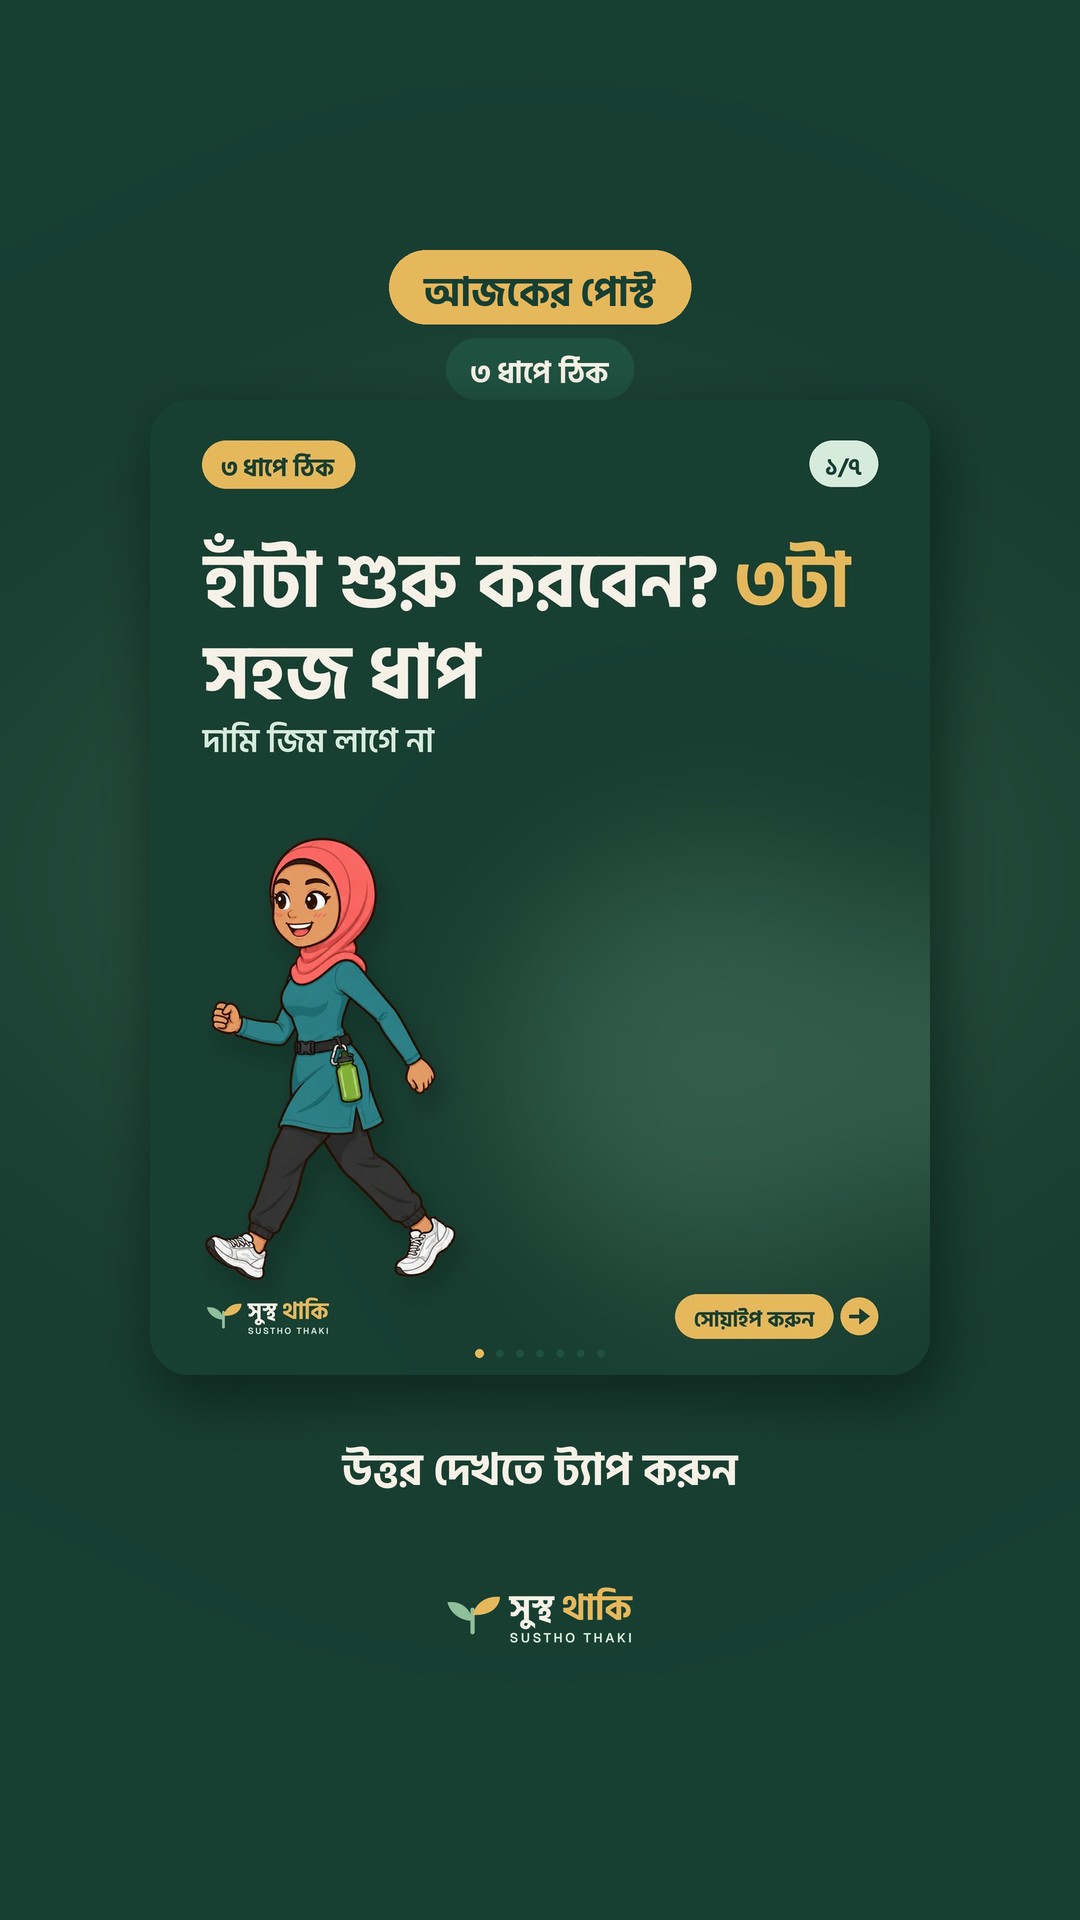 আজকের পোস্ট
৩ ধাপে ঠিক
৩ ধাপে ঠিক
১/৭
হাঁটা শুরু করবেন? ৩টা
সহজ ধাপ
দামি জিম লাগে না
সুস্থ থাকি
SUSTHO THAKI
সোয়াইপ করুন
উত্তর দেখতে ট্যাপ করুন
সুস্থ থাকি
SUSTHO THAKI